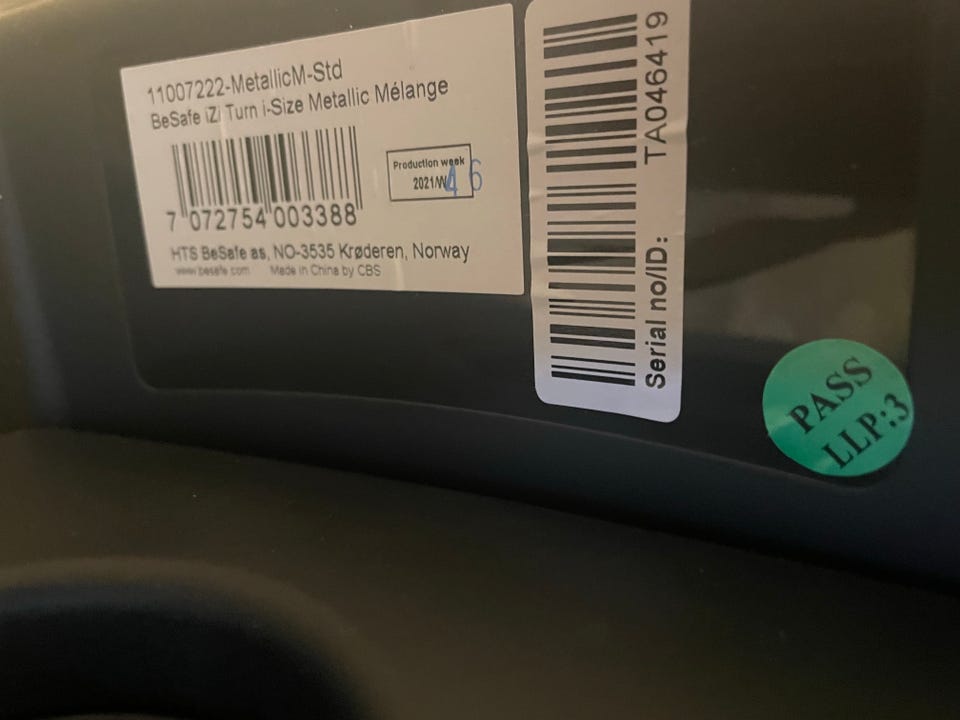 11007222-MetallicM-Std
BeSafe iZi Turn i-Size Metallic Mélange
Production week
2021/W46
7 072754 003388
HTS BeSafe as, NO-3535 Krøderen, Norway
www.besafe.com Made in China by CBS
Serial no/ID: TA046419
PASS
LLP:3